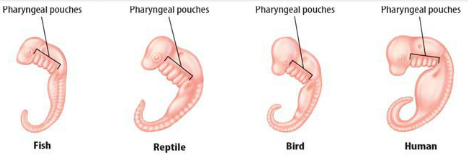 Pharyngeal pouches
Pharyngeal pouches
Pharyngeal pouches
Pharyngeal pouches
Fish
Reptile
Bird
Human